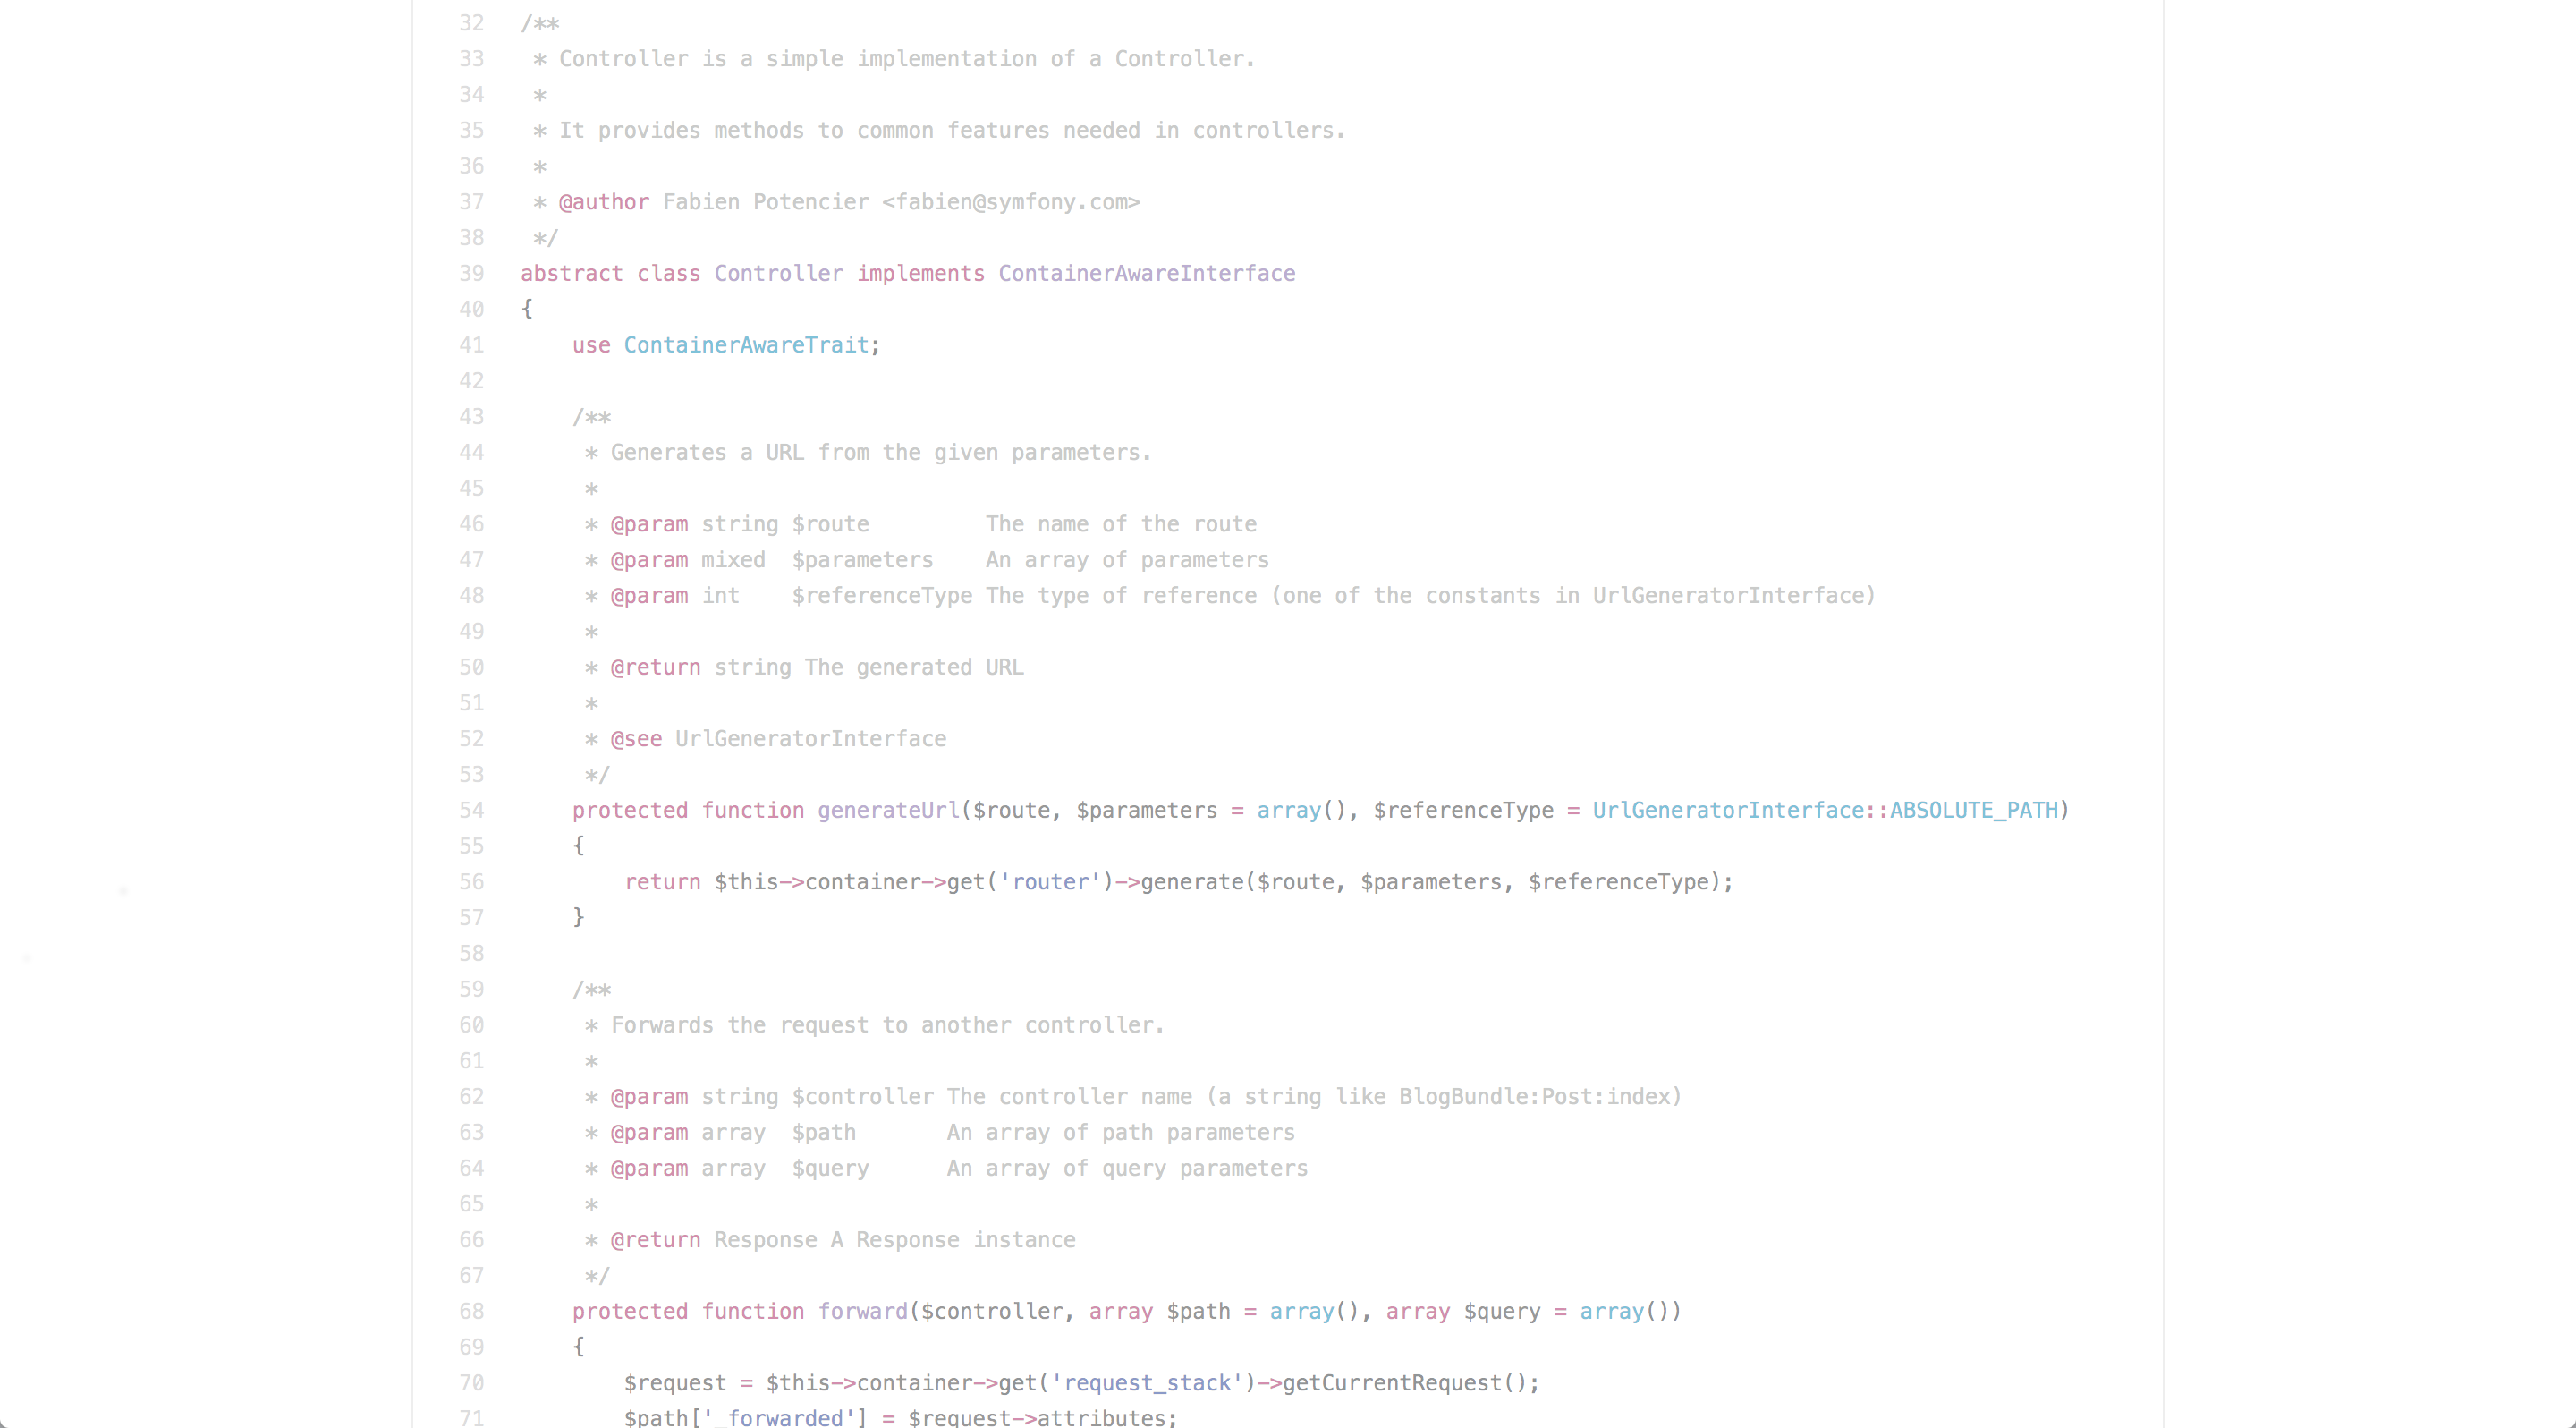 32 /**
33  * Controller is a simple implementation of a Controller.
34  *
35  * It provides methods to common features needed in controllers.
36  *
37  * @author Fabien Potencier <fabien@symfony.com>
38  */
39 abstract class Controller implements ContainerAwareInterface
40 {
41     use ContainerAwareTrait;
42
43     /**
44      * Generates a URL from the given parameters.
45      *
46      * @param string $route         The name of the route
47      * @param mixed  $parameters    An array of parameters
48      * @param int    $referenceType The type of reference (one of the constants in UrlGeneratorInterface)
49      *
50      * @return string The generated URL
51      *
52      * @see UrlGeneratorInterface
53      */
54     protected function generateUrl($route, $parameters = array(), $referenceType = UrlGeneratorInterface::ABSOLUTE_PATH)
55     {
56         return $this->container->get('router')->generate($route, $parameters, $referenceType);
57     }
58
59     /**
60      * Forwards the request to another controller.
61      *
62      * @param string $controller The controller name (a string like BlogBundle:Post:index)
63      * @param array  $path       An array of path parameters
64      * @param array  $query      An array of query parameters
65      *
66      * @return Response A Response instance
67      */
68     protected function forward($controller, array $path = array(), array $query = array())
69     {
70         $request = $this->container->get('request_stack')->getCurrentRequest();
71         $path['_forwarded'] = $request->attributes;